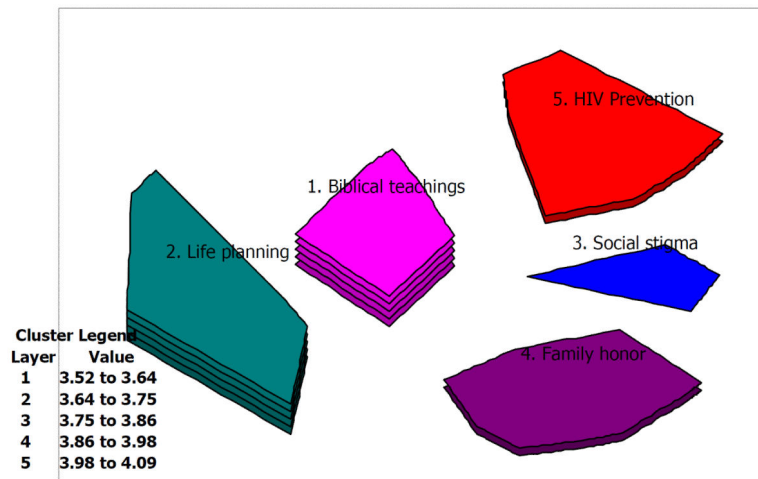 5. HIV Prevention
1. Biblical teachings
3. Social stigma
2. Life planning
4. Family honor
Cluster Legend
Layer Value
1 3.52 to 3.64
2 3.64 to 3.75
3 3.75 to 3.86
4 3.86 to 3.98
5 3.98 to 4.09